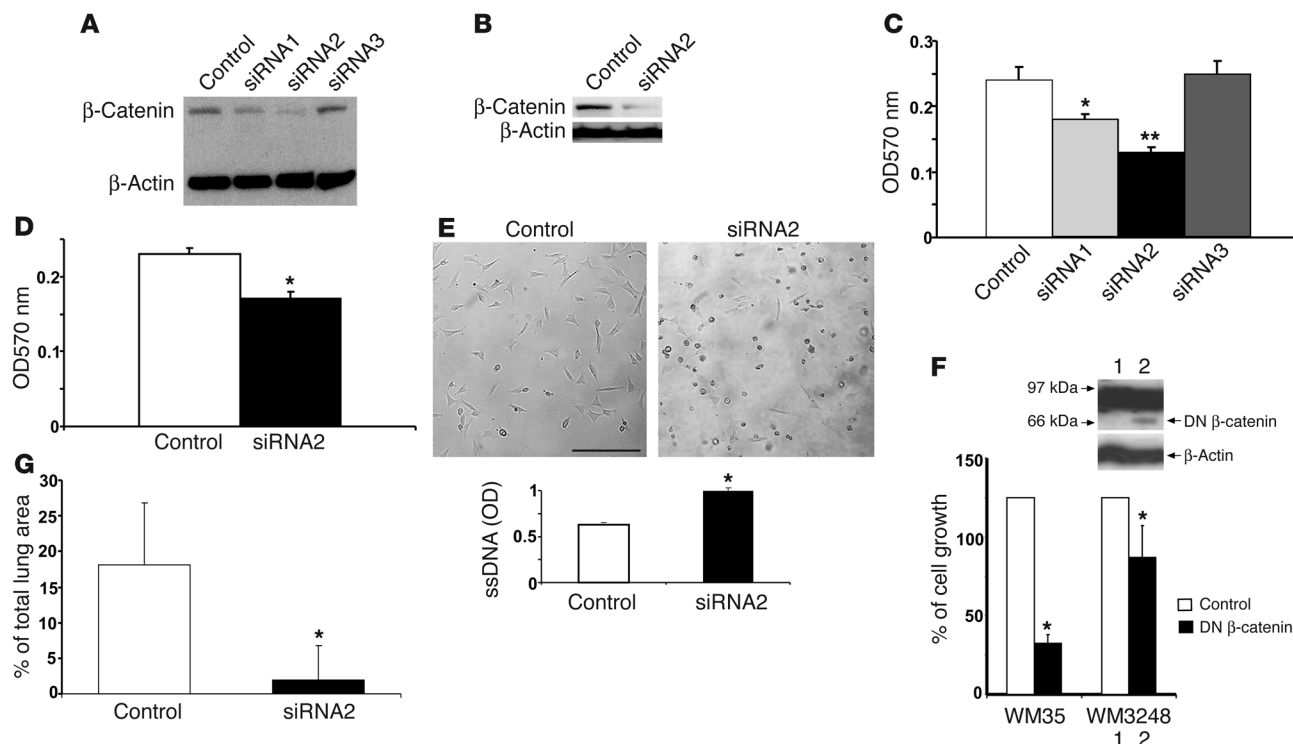 A
Control
siRNA1
siRNA2
siRNA3
β-Catenin
β-Actin
B
Control
siRNA2
β-Catenin
β-Actin
C
0.3
0.2
0.1
0
OD570 nm
*
**
Control
siRNA1
siRNA2
siRNA3
D
0.2
0.1
0
OD570 nm
*
Control
siRNA2
E
Control
siRNA2
1
0.5
0
ssDNA (OD)
*
Control
siRNA2
F
1 2
97 kDa
66 kDa
DN β-catenin
β-Actin
150
100
50
0
% of cell growth
*
*
Control
DN β-catenin
WM35
WM3248
1 2
G
30
25
20
15
10
5
0
% of total lung area
*
Control
siRNA2